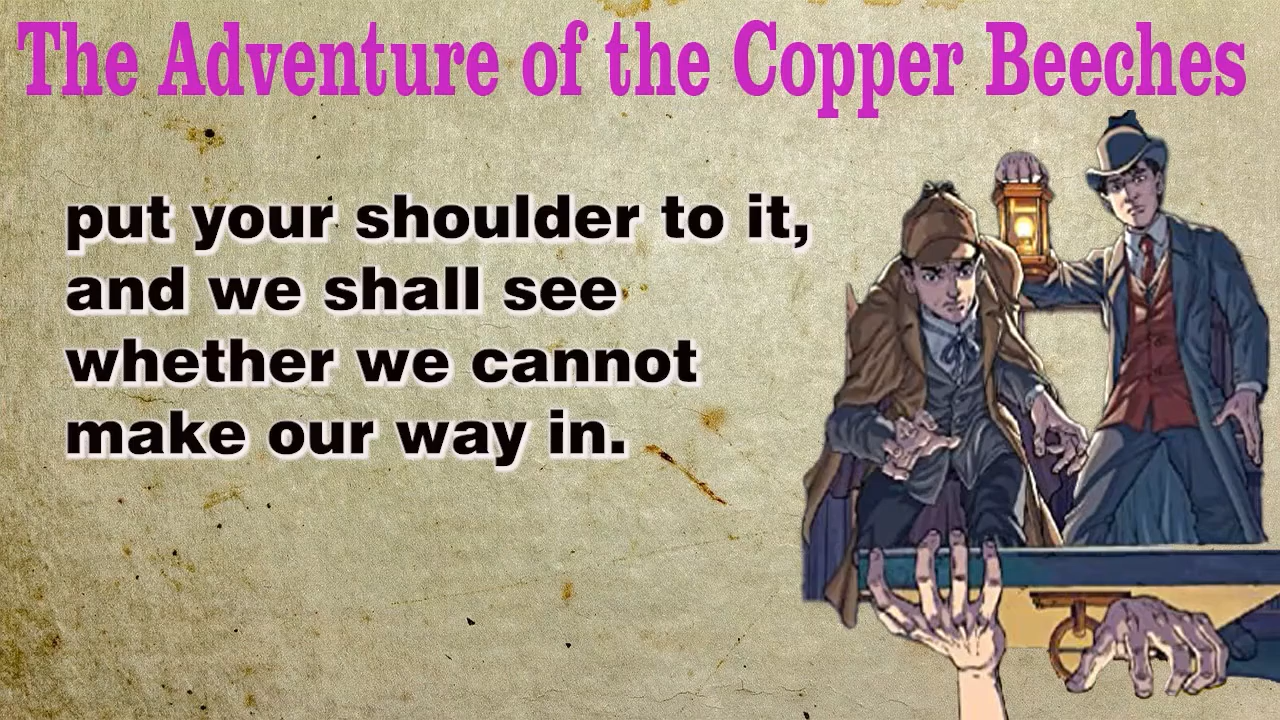 The Adventure of the Copper Beeches
put your shoulder to it,
and we shall see
whether we cannot
make our way in.